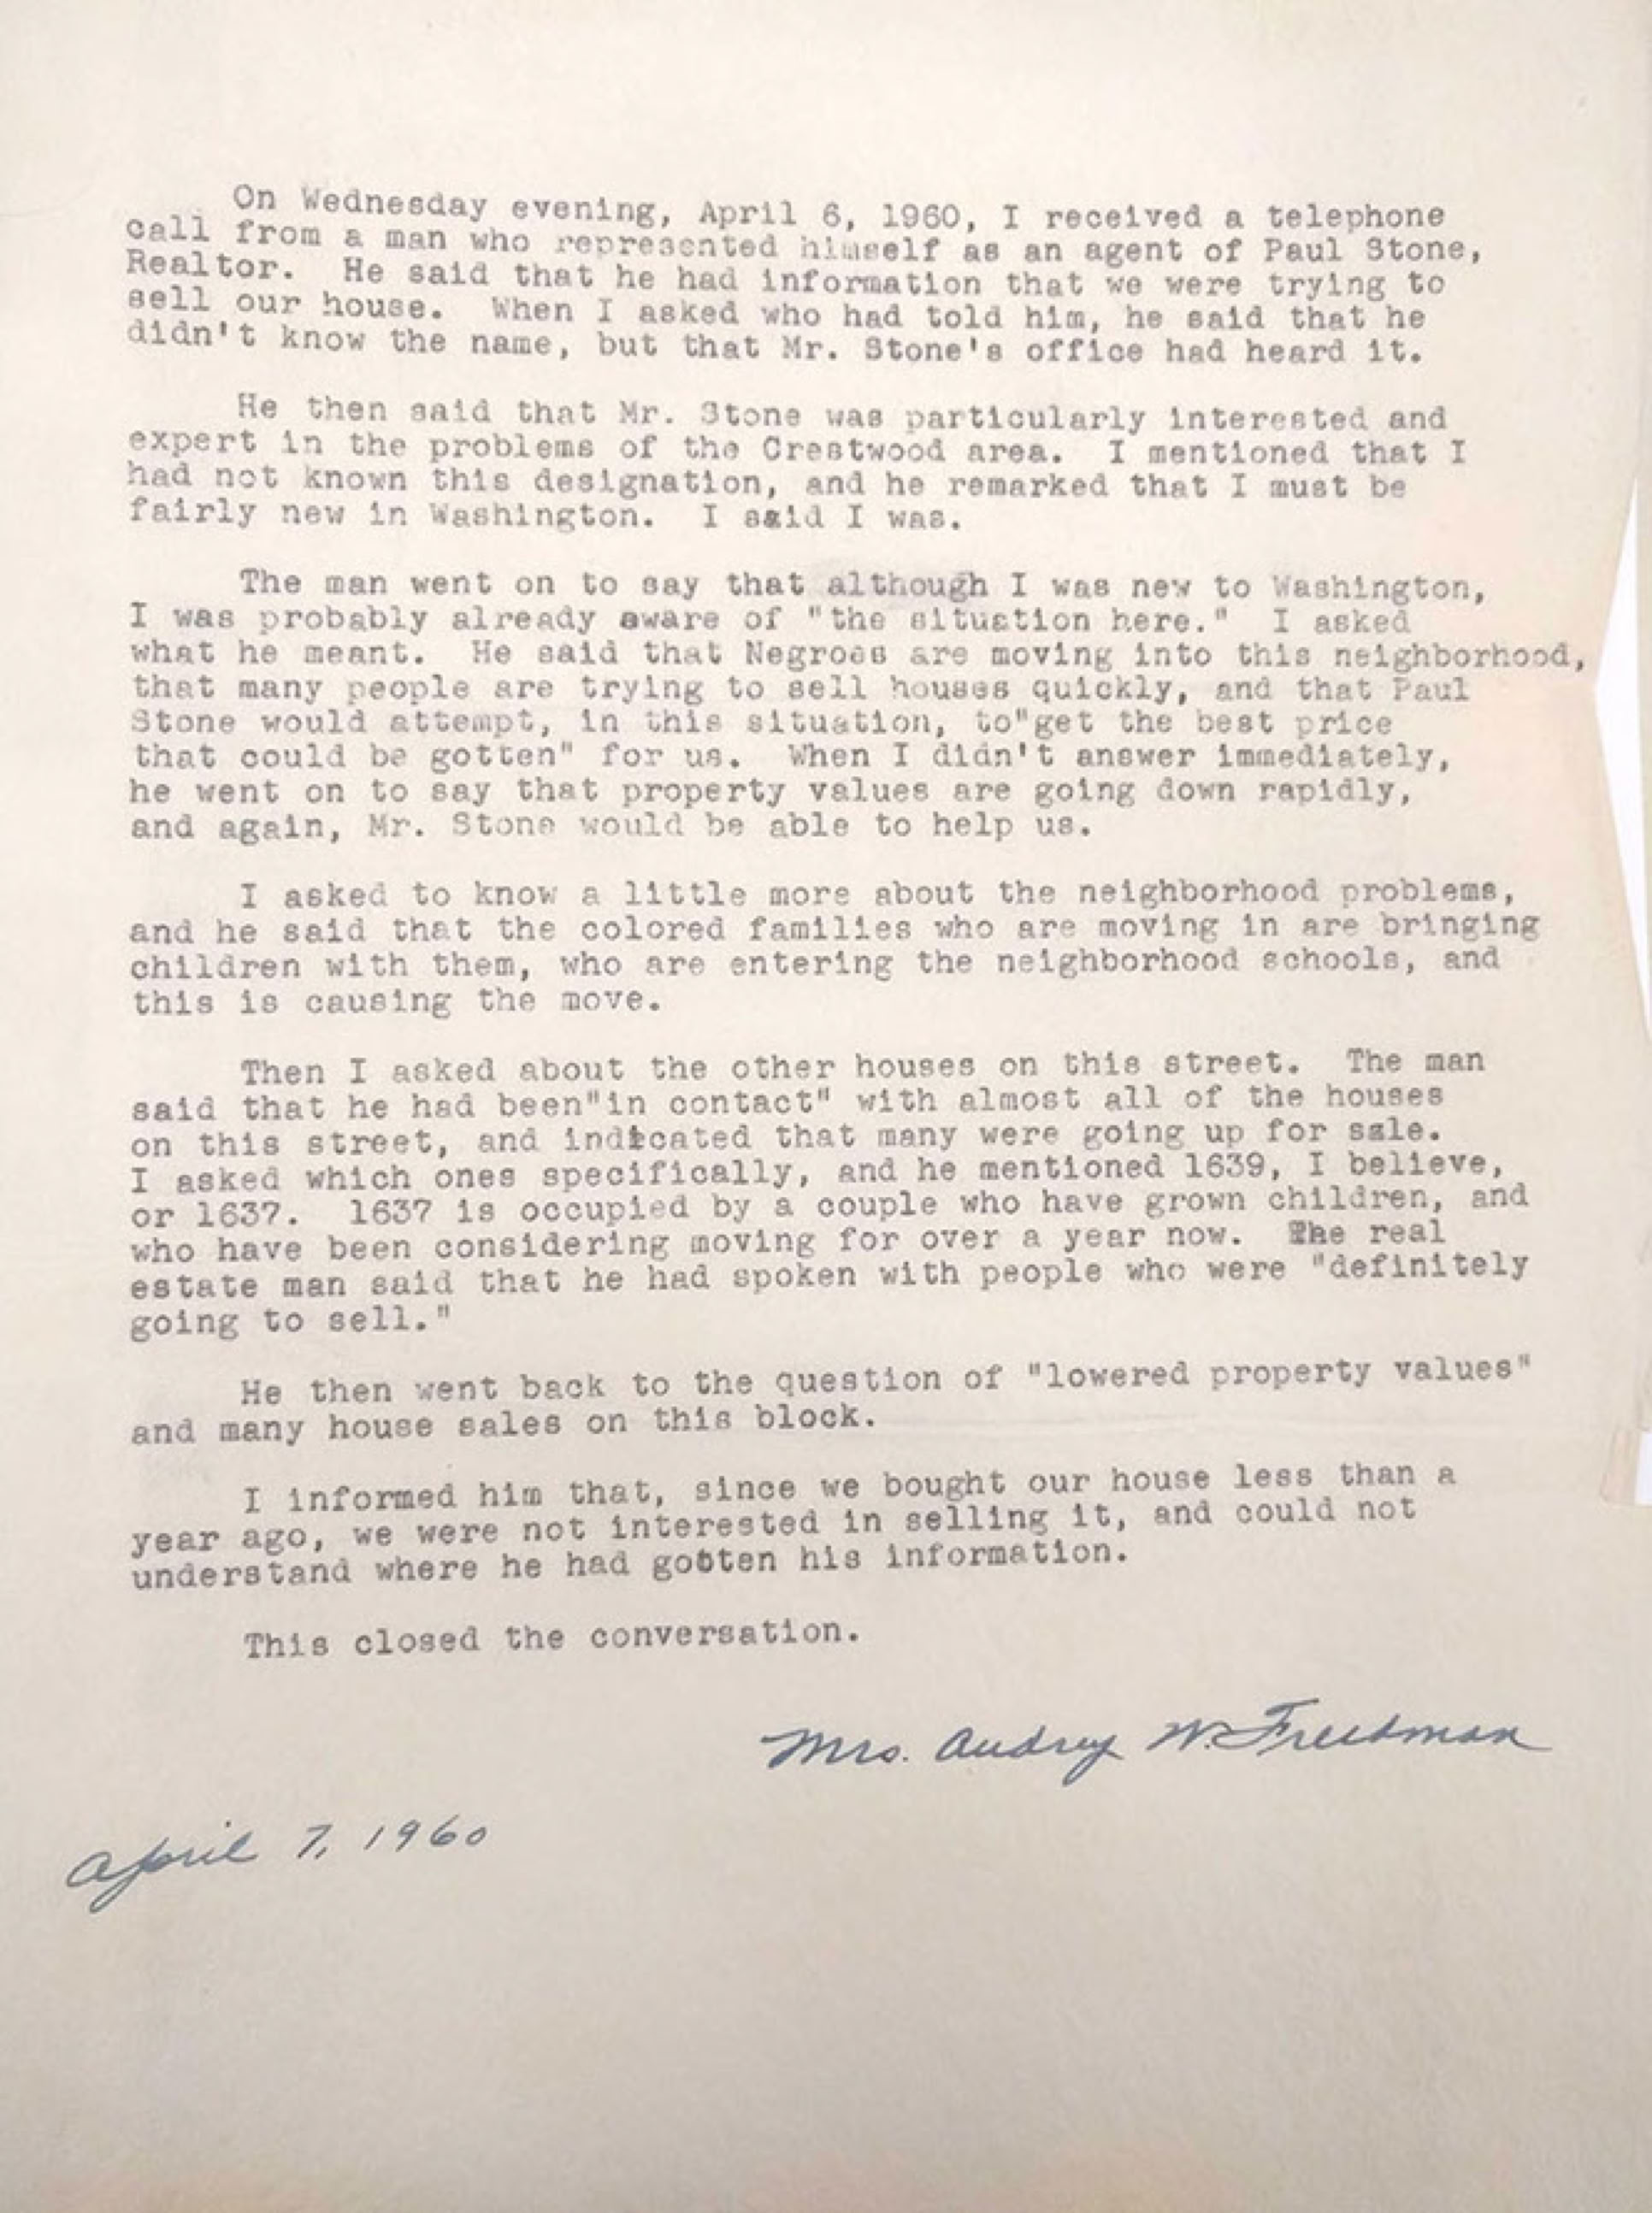 On Wednesday evening, April 6, 1960, I received a telephone
call from a man who represented himself as an agent of Paul Stone,
Realtor. He said that he had information that we were trying to
sell our house. When I asked who had told him, he said that he
didn't know the name, but that Mr. Stone's office had heard it.
He then said that Mr. Stone was particularly interested and
expert in the problems of the Crestwood area. I mentioned that I
had not known this designation, and he remarked that I must be
fairly new in Washington. I said I was.
The man went on to say that although I was new to Washington,
I was probably already aware of "the situation here." I asked
what he meant. He said that Negroes are moving into this neighborhood,
that many people are trying to sell houses quickly, and that Paul
Stone would attempt, in this situation, to"get the best price
that could be gotten" for us. When I didn't answer immediately,
he went on to say that property values are going down rapidly,
and again, Mr. Stone would be able to help us.
I asked to know a little more about the neighborhood problems,
and he said that the colored families who are moving in are bringing
children with them, who are entering the neighborhood schools, and
this is causing the move.
Then I asked about the other houses on this street. The man
said that he had been"in contact" with almost all of the houses
on this street, and indicated that many were going up for sale.
I asked which ones specifically, and he mentioned 1639, I believe,
or 1637. 1637 is occupied by a couple who have grown children, and
who have been considering moving for over a year now. The real
estate man said that he had spoken with people who were "definitely
going to sell."
He then went back to the question of "lowered property values"
and many house sales on this block.
I informed him that, since we bought our house less than a
year ago, we were not interested in selling it, and could not
understand where he had gotten his information.
This closed the conversation.
Mrs. Audrey W. Freedman
April 7, 1960